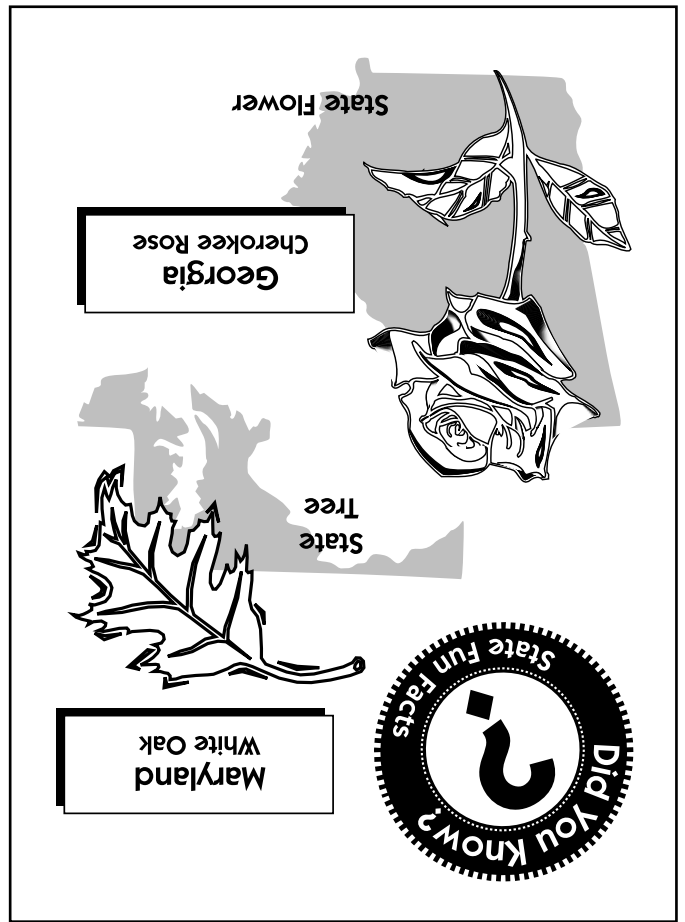 Did you Know?
State Fun Facts
?
Maryland
White Oak
State
Tree
Georgia
Cherokee Rose
State Flower